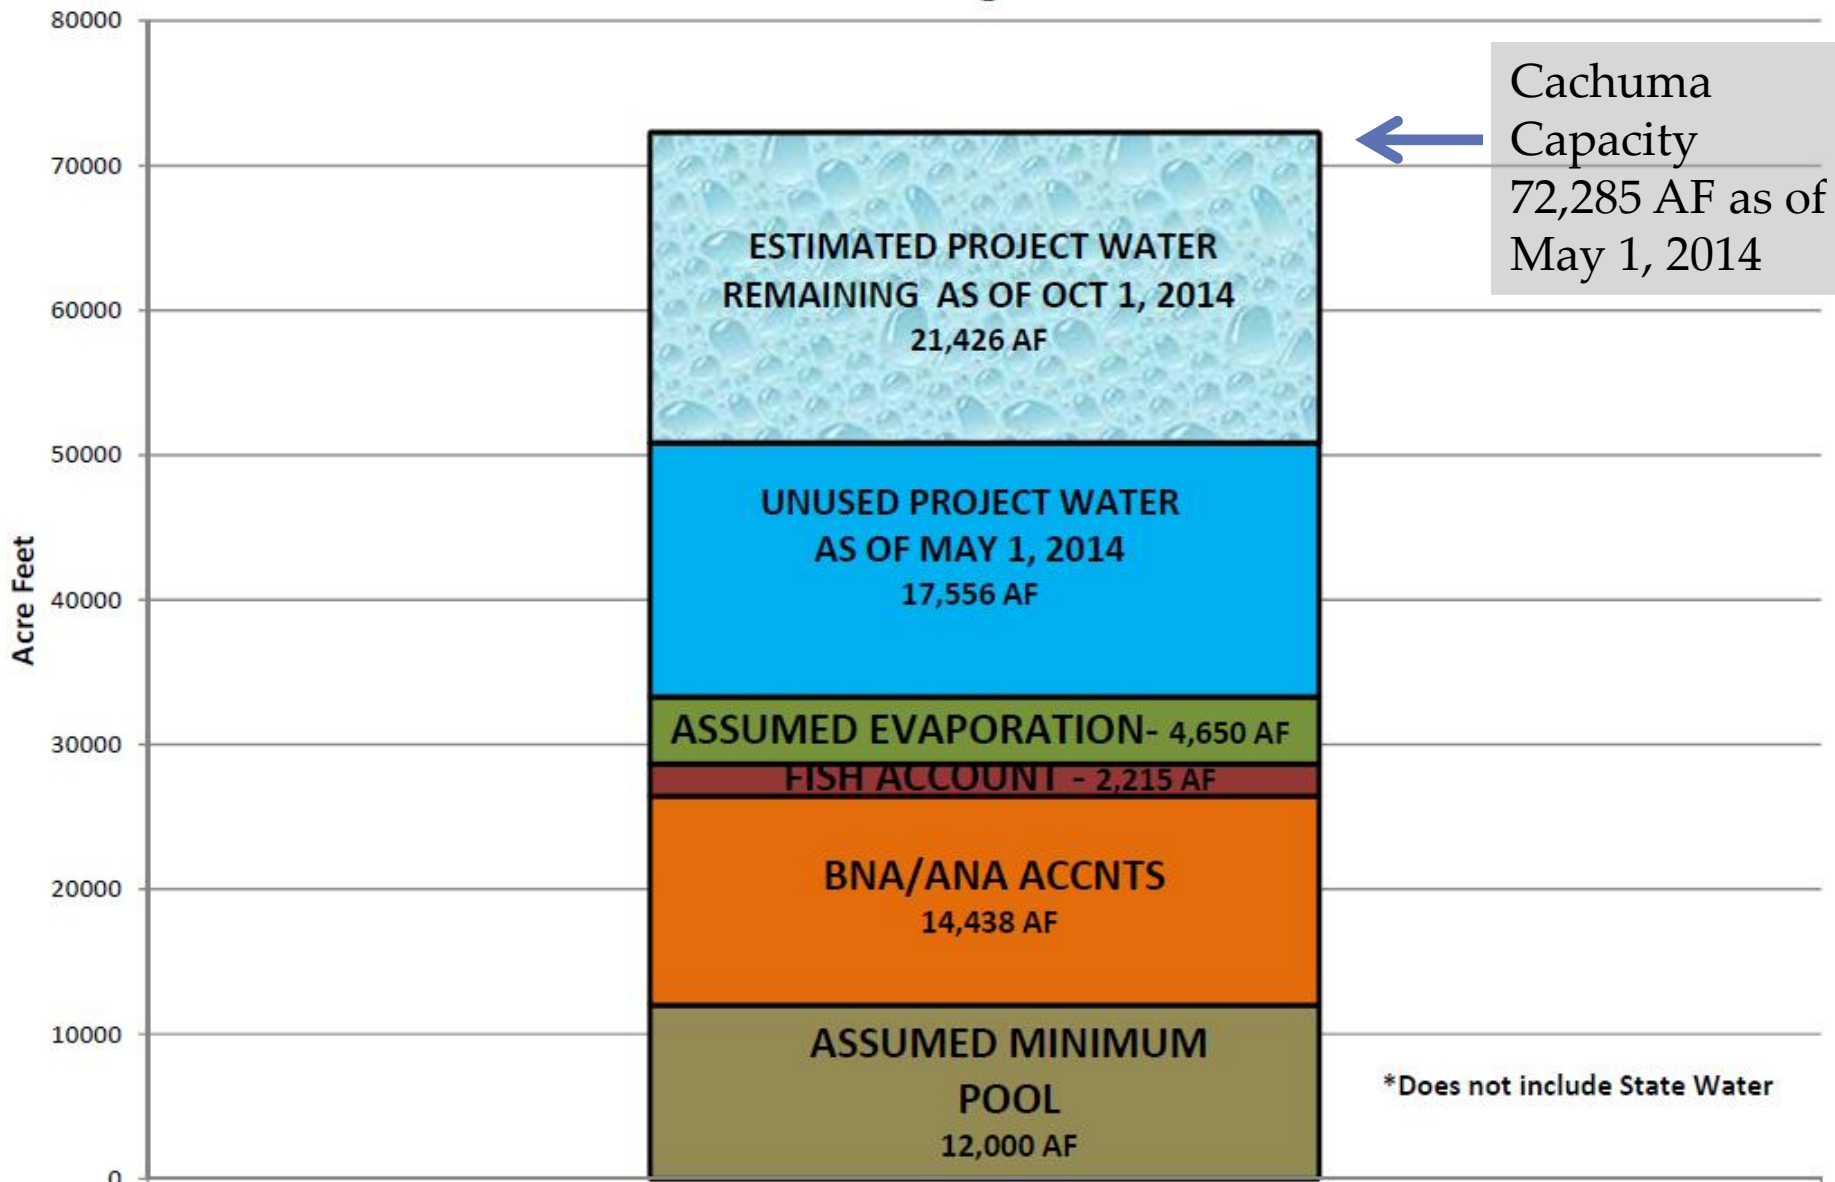 80000
70000
60000
50000
40000
30000
20000
10000
0
Acre Feet
ESTIMATED PROJECT WATER
REMAINING AS OF OCT 1, 2014
21,426 AF
UNUSED PROJECT WATER
AS OF MAY 1, 2014
17,556 AF
ASSUMED EVAPORATION- 4,650 AF
FISH ACCOUNT - 2,215 AF
BNA/ANA ACCNTS
14,438 AF
ASSUMED MINIMUM
POOL
12,000 AF
Cachuma
Capacity
72,285 AF as of
May 1, 2014
*Does not include State Water